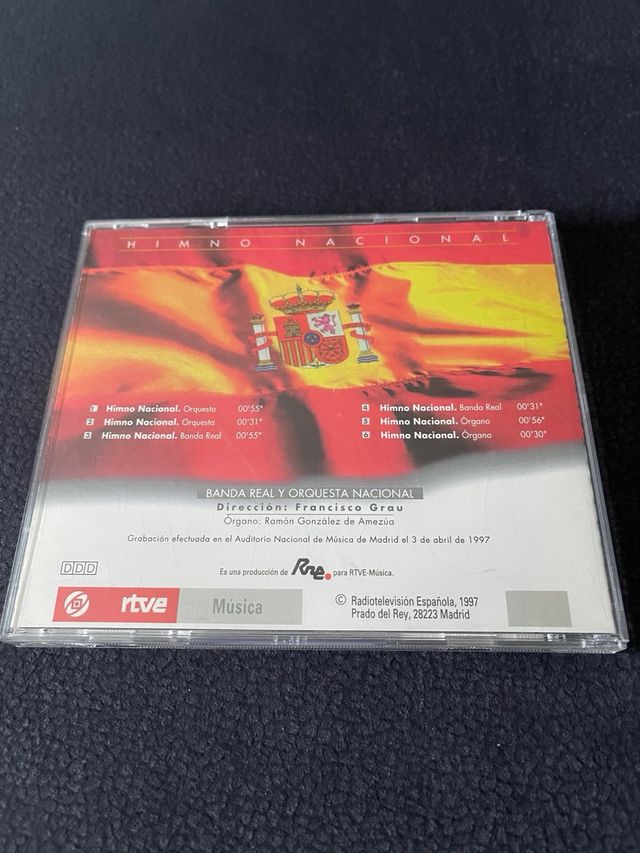 HIMNO NACIONAL
1 Himno Nacional. Orquesta 00'55"
2 Himno Nacional. Orquesta 00'31"
3 Himno Nacional. Banda Real 00'55"
4 Himno Nacional. Banda Real 00'31"
5 Himno Nacional. Órgano 00'56"
6 Himno Nacional. Órgano 00'30"
BANDA REAL Y ORQUESTA NACIONAL
Dirección: Francisco Grau
Órgano: Ramón González de Amezúa
Grabación efectuada en el Auditorio Nacional de Música de Madrid el 3 de abril de 1997
DDD
Es una producción de Rne. para RTVE-Música.
rtve Música
© Radiotelevisión Española, 1997
Prado del Rey, 28223 Madrid